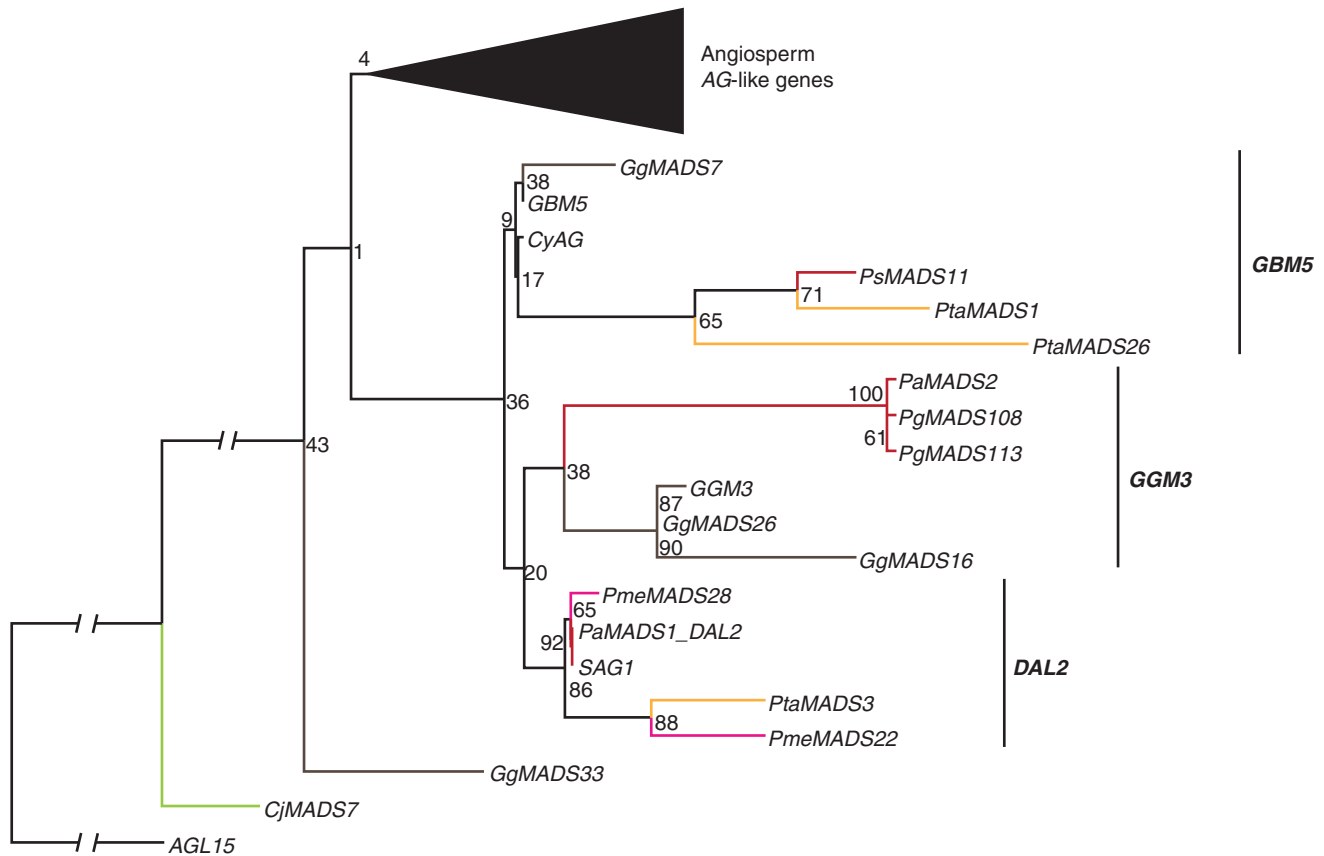 4
Angiosperm
AG-like genes
GgMADS7
38
GBM5
9
CyAG
1
17
PsMADS11
GBM5
71
PtaMADS1
65
PtaMADS26
PaMADS2
100
36
PgMADS108
61
43
PgMADS113
38
GGM3
GGM3
87
GgMADS26
90
GgMADS16
20
PmeMADS28
65
PaMADS1_DAL2
92
SAG1
DAL2
86
PtaMADS3
88
PmeMADS22
GgMADS33
CjMADS7
AGL15